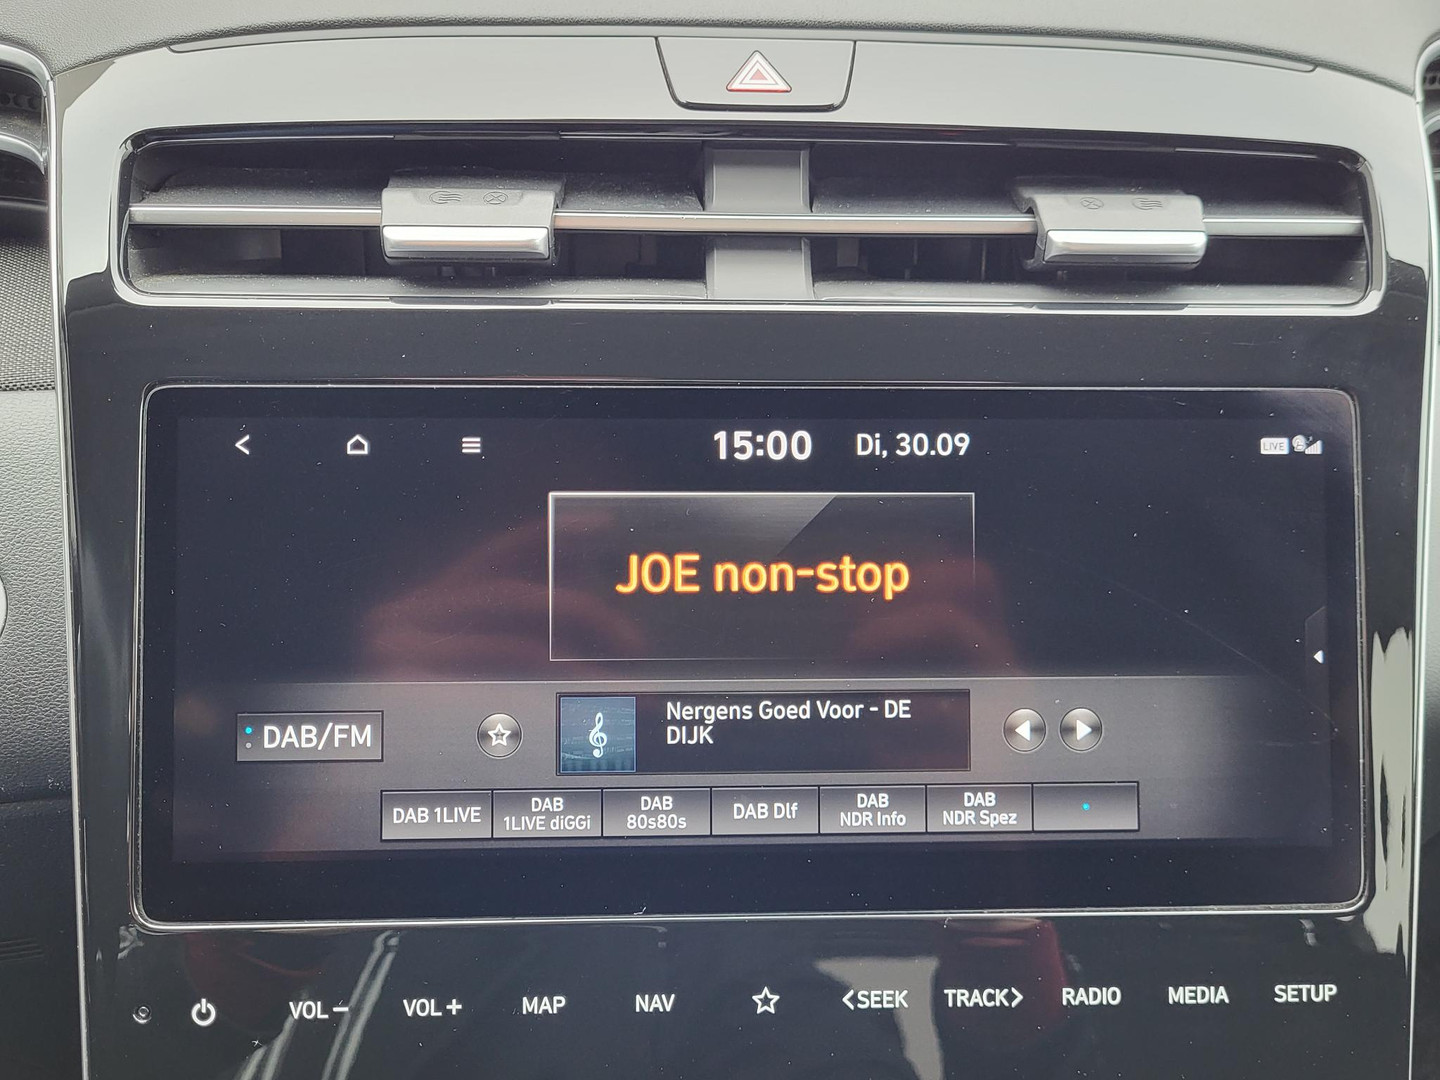 15:00 Di, 30.09 LIVE
JOE non-stop
DAB/FM
Nergens Goed Voor - DE
DIJK
DAB 1LIVE
DAB
1LIVE diGGi
DAB
80s80s
DAB Dlf
DAB
NDR Info
DAB
NDR Spez
VOL − VOL + MAP NAV <SEEK TRACK> RADIO MEDIA SETUP